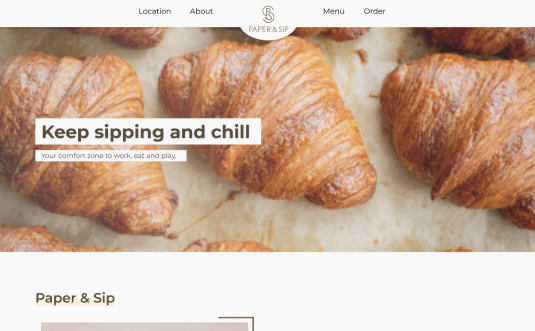 Location About Menu Order
PAPER & SIP
Keep sipping and chill
Your comfort zone to work, eat and play.
Paper & Sip